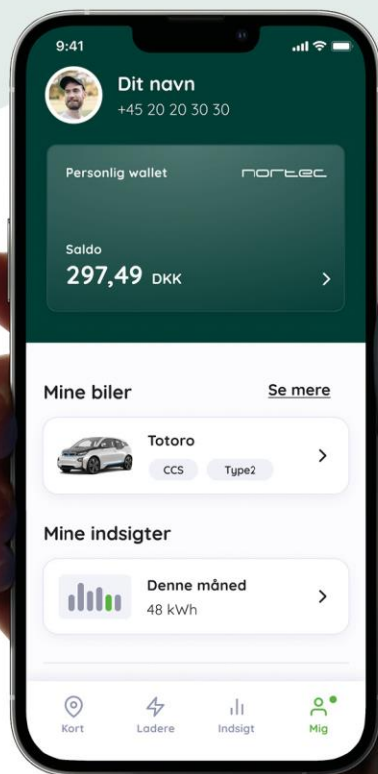 9:41
Dit navn
+45 20 20 30 30
Personlig wallet
nortec
Saldo
297,49 DKK
Mine biler
Se mere
Totoro
CCS
Type2
Mine indsigter
Denne måned
48 kWh
Kort
Ladere
Indsigt
Mig